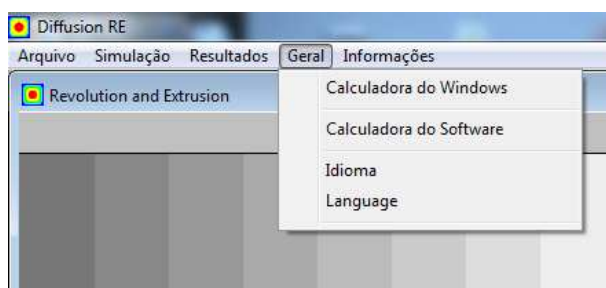 Diffusion RE
Arquivo Simulação Resultados Geral Informações
Revolution and Extrusion
Calculadora do Windows
Calculadora do Software
Idioma
Language